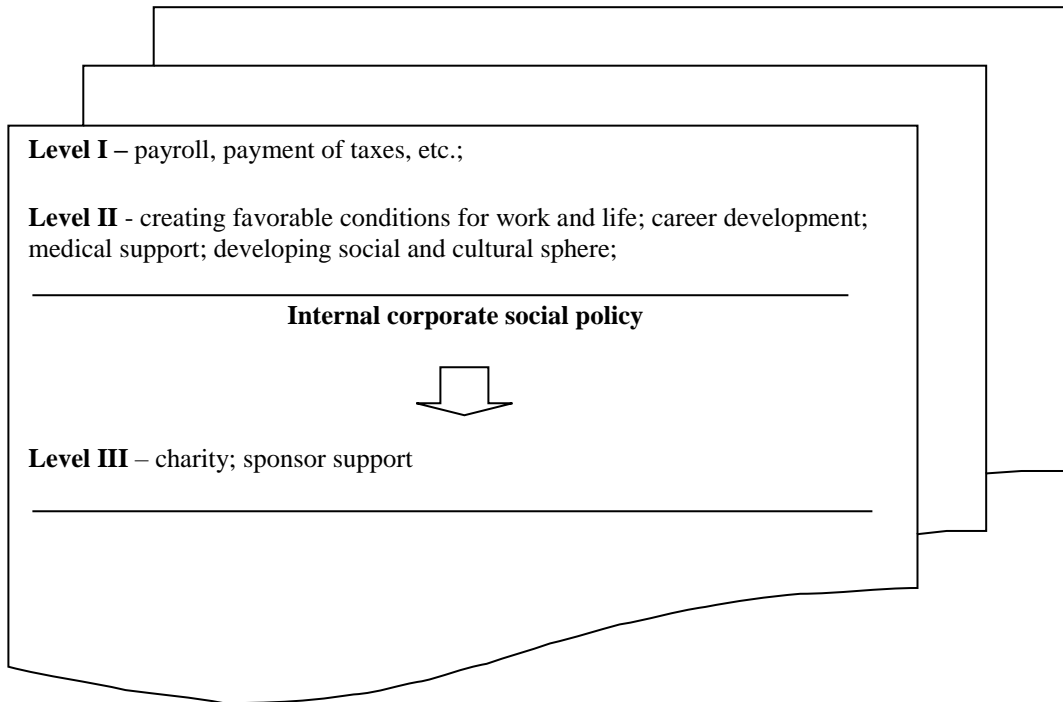 Level I – payroll, payment of taxes, etc.;
Level II - creating favorable conditions for work and life; career development;
medical support; developing social and cultural sphere;
Internal corporate social policy
Level III – charity; sponsor support